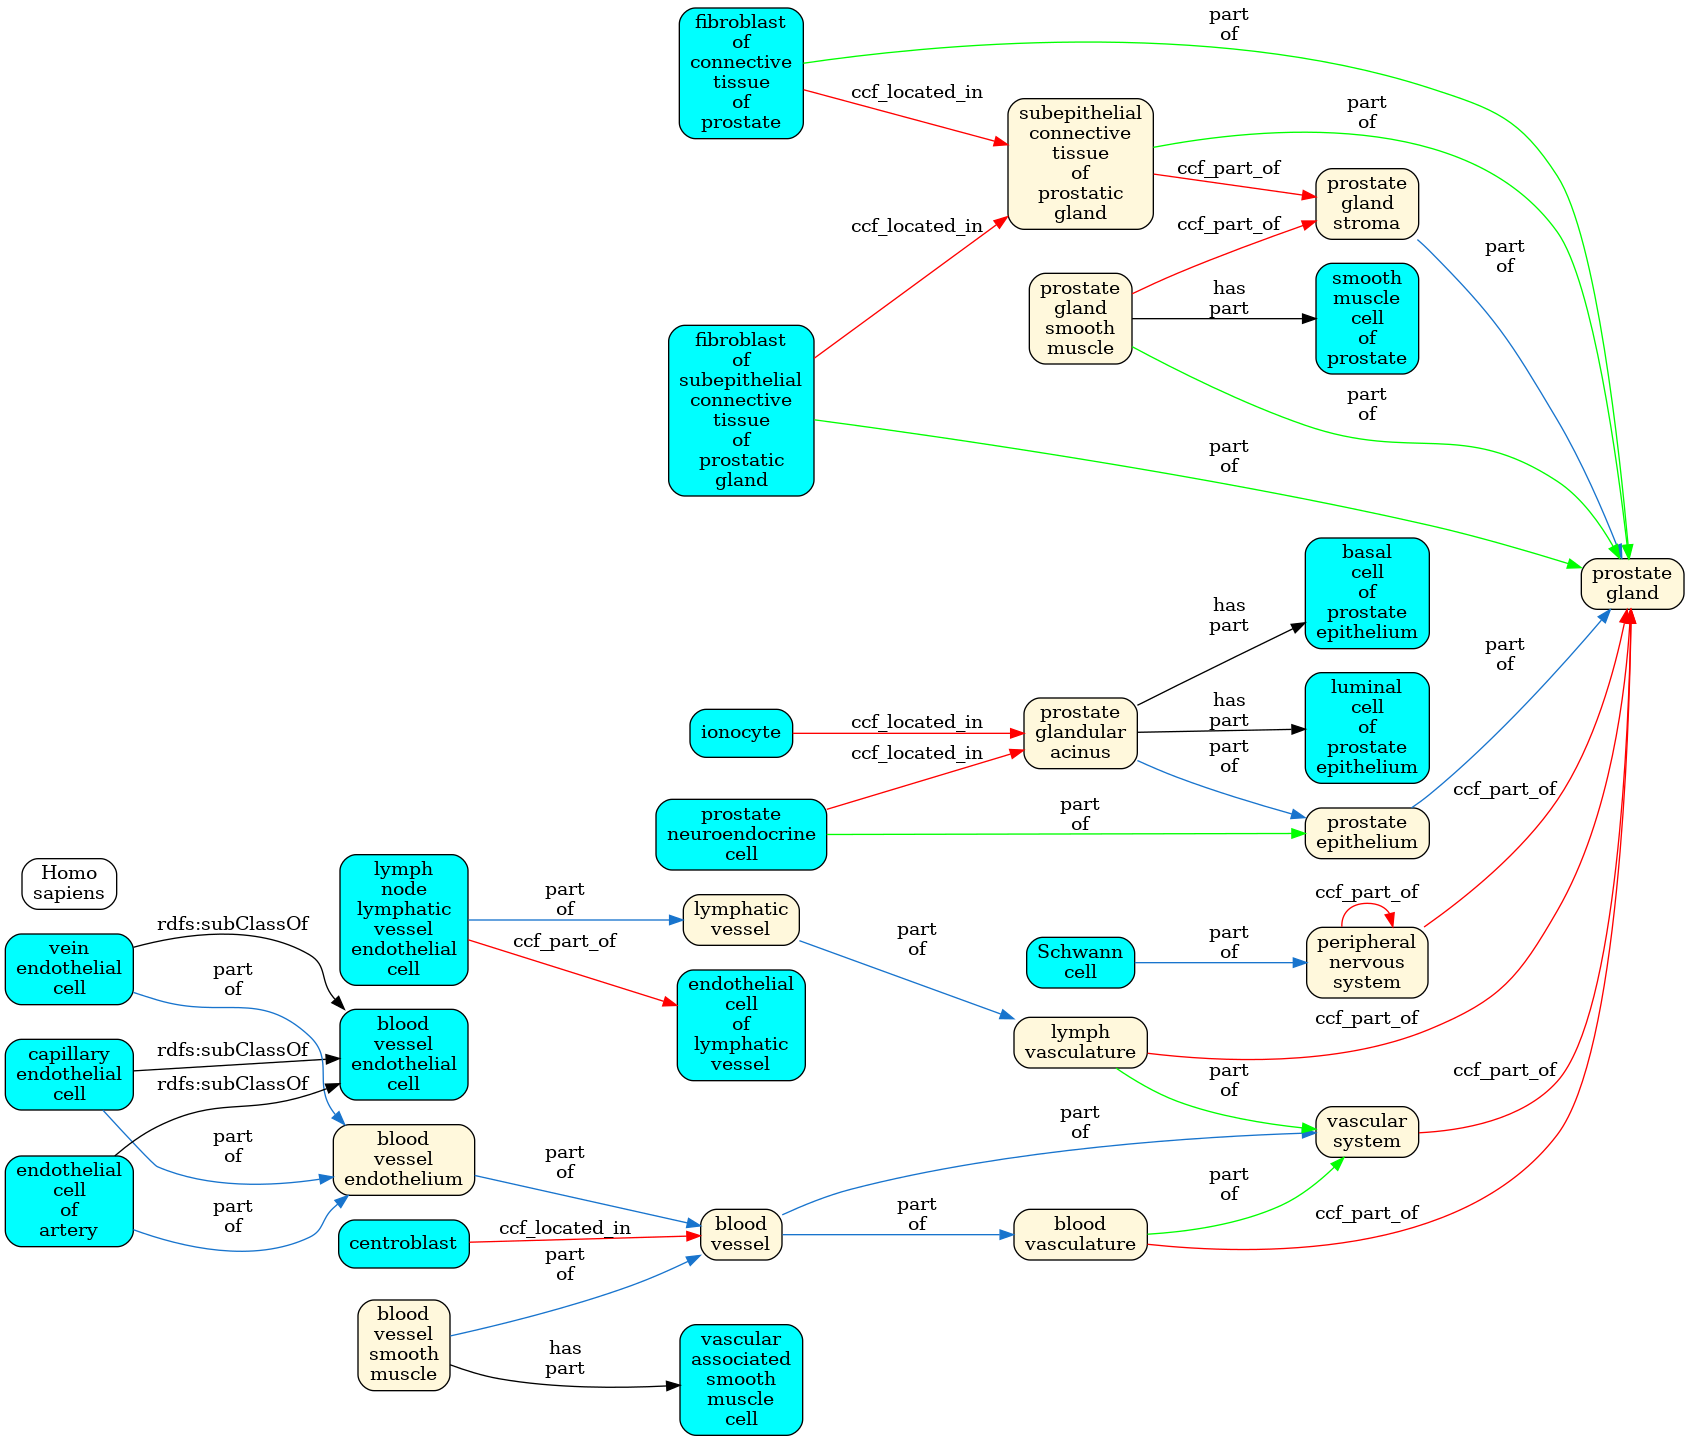 fibroblast
of
connective
tissue
of
prostate
part
of
ccf_located_in
subepithelial
connective
tissue
of
prostatic
gland
part
of
ccf_part_of
prostate
gland
stroma
part
of
ccf_located_in
ccf_part_of
prostate
gland
smooth
muscle
has
part
smooth
muscle
cell
of
prostate
part
of
fibroblast
of
subepithelial
connective
tissue
of
prostatic
gland
part
of
prostate
gland
basal
cell
of
prostate
epithelium
has
part
luminal
cell
of
prostate
epithelium
has
part
ionocyte
ccf_located_in
prostate
glandular
acinus
part
of
ccf_located_in
part
of
prostate
neuroendocrine
cell
part
of
prostate
epithelium
ccf_part_of
Homo
sapiens
lymph
node
lymphatic
vessel
endothelial
cell
part
of
lymphatic
vessel
ccf_part_of
part
of
ccf_part_of
peripheral
nervous
system
Schwann
cell
part
of
vein
endothelial
cell
rdfs:subClassOf
part
of
endothelial
cell
of
lymphatic
vessel
blood
vessel
endothelial
cell
capillary
endothelial
cell
rdfs:subClassOf
rdfs:subClassOf
lymph
vasculature
ccf_part_of
part
of
ccf_part_of
vascular
system
part
of
part
of
blood
vessel
endothelium
part
of
endothelial
cell
of
artery
part
of
centroblast
ccf_located_in
blood
vessel
part
of
blood
vasculature
part
of
ccf_part_of
part
of
blood
vessel
smooth
muscle
has
part
vascular
associated
smooth
muscle
cell